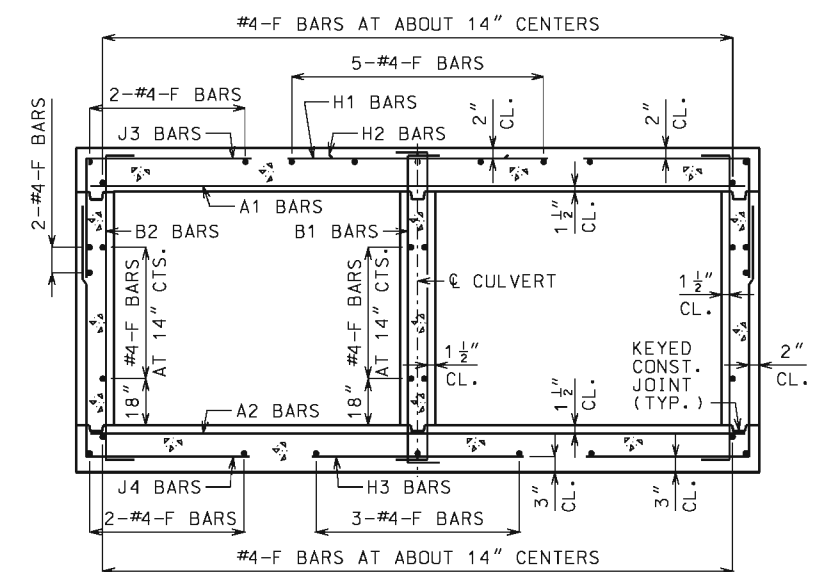 #4-F BARS AT ABOUT 14" CENTERS
5-#4-F BARS
2-#4-F BARS
H1 BARS
2-#4-F BARS
J3 BARS
H2 BARS
2" CL.
2" CL.
A1 BARS
1 1/2" CL.
B2 BARS
B1 BARS
#4-F BARS AT 14" CTS.
#4-F BARS AT 14" CTS.
℄ CULVERT
1 1/2" CL.
1 1/2" CL.
KEYED
CONST.
JOINT
(TYP.)
2" CL.
18"
18"
1 1/2" CL.
A2 BARS
J4 BARS
H3 BARS
3" CL.
3" CL.
2-#4-F BARS
3-#4-F BARS
#4-F BARS AT ABOUT 14" CENTERS